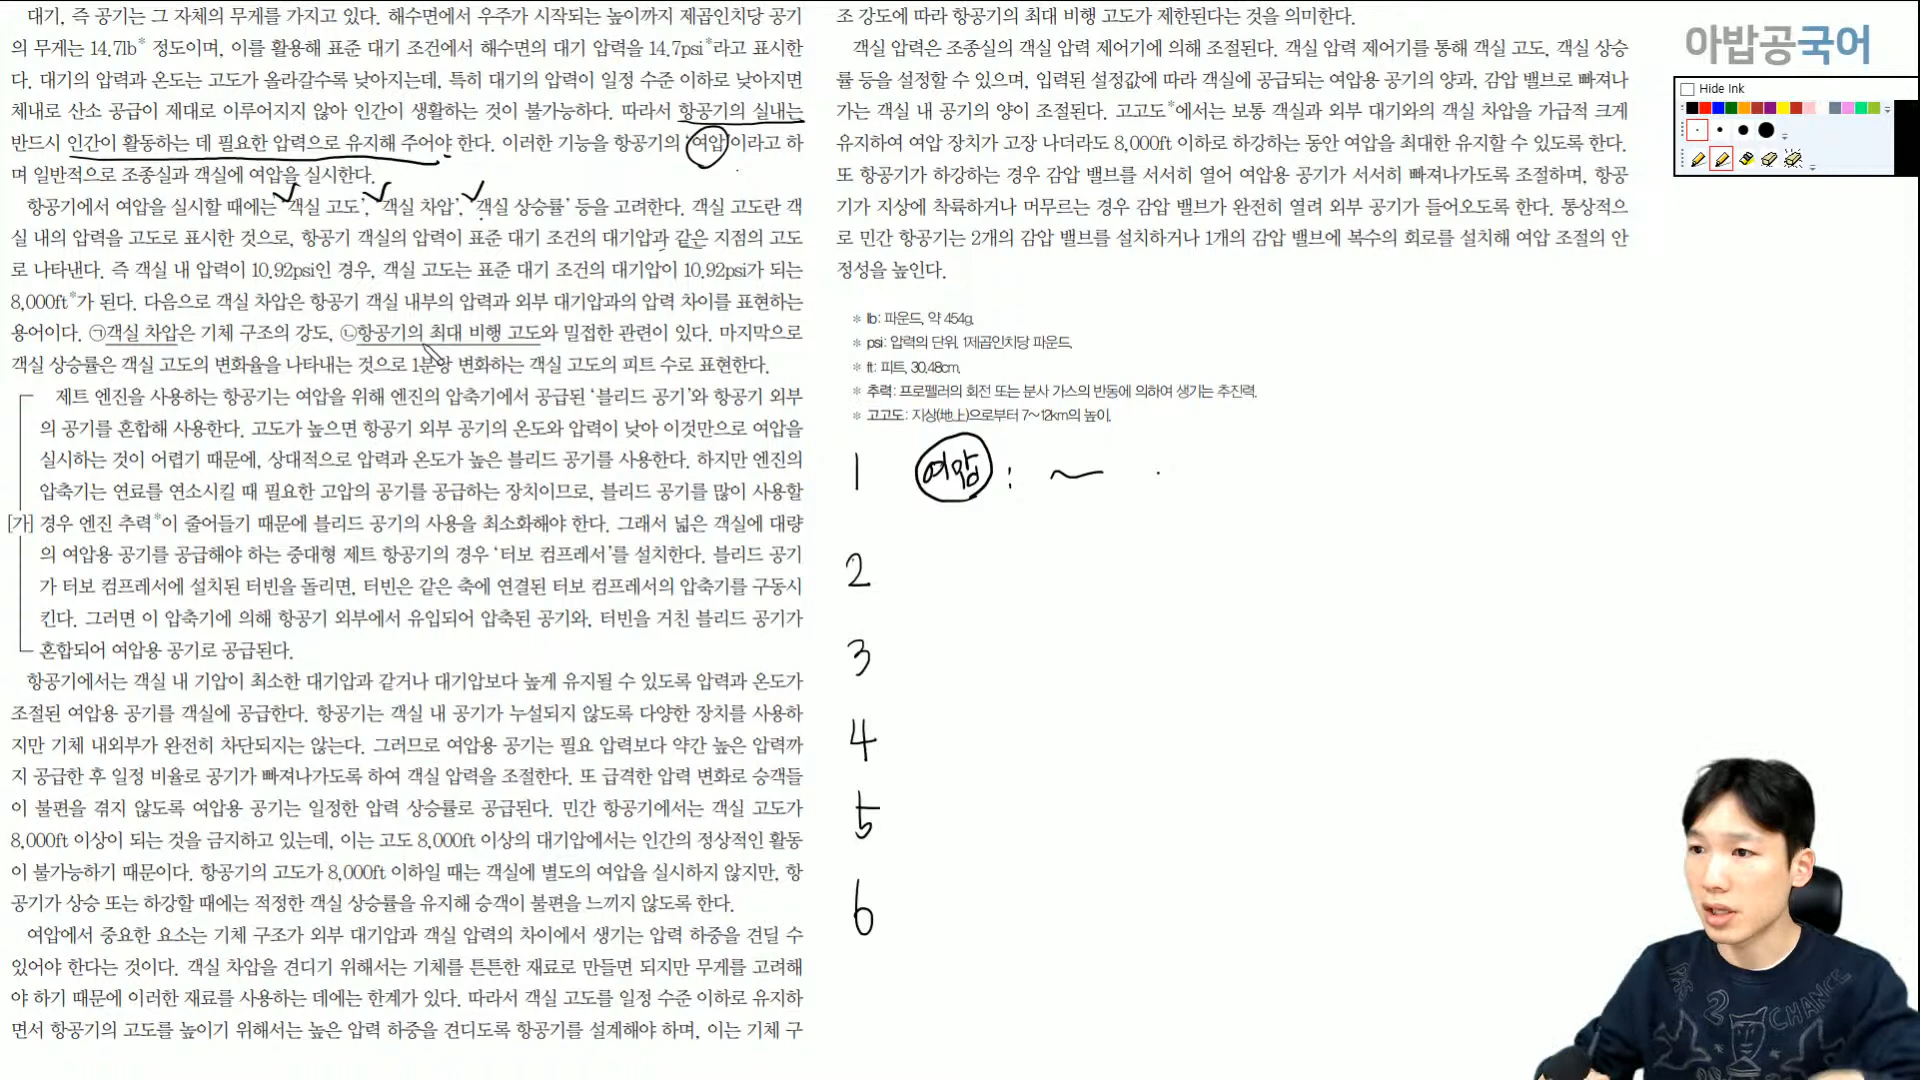 대기, 즉 공기는 그 자체의 무게를 가지고 있다. 해수면에서 우주가 시작되는 높이까지 제곱인치당 공기
의 무게는 14.7lb* 정도이며, 이를 활용해 표준 대기 조건에서 해수면의 대기 압력을 14.7psi*라고 표시한
다. 대기의 압력과 온도는 고도가 올라갈수록 낮아지는데, 특히 대기의 압력이 일정 수준 이하로 낮아지면
체내로 산소 공급이 제대로 이루어지지 않아 인간이 생활하는 것이 불가능하다. 따라서 항공기의 실내는
반드시 인간이 활동하는 데 필요한 압력으로 유지해 주어야 한다. 이러한 기능을 항공기의 '여압'이라고 하
며 일반적으로 조종실과 객실에 여압을 실시한다.
항공기에서 여압을 실시할 때에는 '객실 고도', '객실 차압', '객실 상승률' 등을 고려한다. 객실 고도란 객
실 내의 압력을 고도로 표시한 것으로, 항공기 객실의 압력이 표준 대기 조건의 대기압과 같은 지점의 고도
로 나타낸다. 즉 객실 내 압력이 10.92psi인 경우, 객실 고도는 표준 대기 조건의 대기압이 10.92psi가 되는
8,000ft*가 된다. 다음으로 객실 차압은 항공기 객실 내부의 압력과 외부 대기압과의 압력 차이를 표현하는
용어이다. ㉠객실 차압은 기체 구조의 강도, ㉡항공기의 최대 비행 고도와 밀접한 관련이 있다. 마지막으로
객실 상승률은 객실 고도의 변화율을 나타내는 것으로 1분당 변화하는 객실 고도의 피트 수로 표현한다.
제트 엔진을 사용하는 항공기는 여압을 위해 엔진의 압축기에서 공급된 '블리드 공기'와 항공기 외부
의 공기를 혼합해 사용한다. 고도가 높으면 항공기 외부 공기의 온도와 압력이 낮아 이것만으로 여압을
실시하는 것이 어렵기 때문에, 상대적으로 압력과 온도가 높은 블리드 공기를 사용한다. 하지만 엔진의
압축기는 연료를 연소시킬 때 필요한 고압의 공기를 공급하는 장치이므로, 블리드 공기를 많이 사용할
[가] 경우 엔진 추력*이 줄어들기 때문에 블리드 공기의 사용을 최소화해야 한다. 그래서 넓은 객실에 대량
의 여압용 공기를 공급해야 하는 중대형 제트 항공기의 경우 '터보 컴프레서'를 설치한다. 블리드 공기
가 터보 컴프레서에 설치된 터빈을 돌리면, 터빈은 같은 축에 연결된 터보 컴프레서의 압축기를 구동시
킨다. 그러면 이 압축기에 의해 항공기 외부에서 유입되어 압축된 공기와, 터빈을 거친 블리드 공기가
혼합되어 여압용 공기로 공급된다.
항공기에서는 객실 내 기압이 최소한 대기압과 같거나 대기압보다 높게 유지될 수 있도록 압력과 온도가
조절된 여압용 공기를 객실에 공급한다. 항공기는 객실 내 공기가 누설되지 않도록 다양한 장치를 사용하
지만 기체 내외부가 완전히 차단되지는 않는다. 그러므로 여압용 공기는 필요 압력보다 약간 높은 압력까
지 공급한 후 일정 비율로 공기가 빠져나가도록 하여 객실 압력을 조절한다. 또 급격한 압력 변화로 승객들
이 불편을 겪지 않도록 여압용 공기는 일정한 압력 상승률로 공급된다. 민간 항공기에서는 객실 고도가
8,000ft 이상이 되는 것을 금지하고 있는데, 이는 고도 8,000ft 이상의 대기압에서는 인간의 정상적인 활동
이 불가능하기 때문이다. 항공기의 고도가 8,000ft 이하일 때는 객실에 별도의 여압을 실시하지 않지만, 항
공기가 상승 또는 하강할 때에는 적정한 객실 상승률을 유지해 승객이 불편을 느끼지 않도록 한다.
여압에서 중요한 요소는 기체 구조가 외부 대기압과 객실 압력의 차이에서 생기는 압력 하중을 견딜 수
있어야 한다는 것이다. 객실 차압을 견디기 위해서는 기체를 튼튼한 재료로 만들면 되지만 무게를 고려해
야 하기 때문에 이러한 재료를 사용하는 데에는 한계가 있다. 따라서 객실 고도를 일정 수준 이하로 유지하
면서 항공기의 고도를 높이기 위해서는 높은 압력 하중을 견디도록 항공기를 설계해야 하며, 이는 기체 구
조 강도에 따라 항공기의 최대 비행 고도가 제한된다는 것을 의미한다.
객실 압력은 조종실의 객실 압력 제어기에 의해 조절된다. 객실 압력 제어기를 통해 객실 고도, 객실 상승
률 등을 설정할 수 있으며, 입력된 설정값에 따라 객실에 공급되는 여압용 공기의 양과, 감압 밸브로 빠져나
가는 객실 내 공기의 양이 조절된다. 고고도*에서는 보통 객실과 외부 대기와의 객실 차압을 가급적 크게
유지하여 여압 장치가 고장 나더라도 8,000ft 이하로 하강하는 동안 여압을 최대한 유지할 수 있도록 한다.
또 항공기가 하강하는 경우 감압 밸브를 서서히 열어 여압용 공기가 서서히 빠져나가도록 조절하며, 항공
기가 지상에 착륙하거나 머무르는 경우 감압 밸브가 완전히 열려 외부 공기가 들어오도록 한다. 통상적으
로 민간 항공기는 2개의 감압 밸브를 설치하거나 1개의 감압 밸브에 복수의 회로를 설치해 여압 조절의 안
정성을 높인다.
* lb: 파운드, 약 454g.
* psi: 압력의 단위, 1제곱인치당 파운드.
* ft: 피트, 30.48cm.
* 추력: 프로펠러의 회전 또는 분사 가스의 반동에 의하여 생기는 추진력.
* 고고도: 지상(地上)으로부터 7~12km의 높이.
1 여압 : ~
2
3
4
5
6
아밥공국어
Hide Ink
2 CHANCE